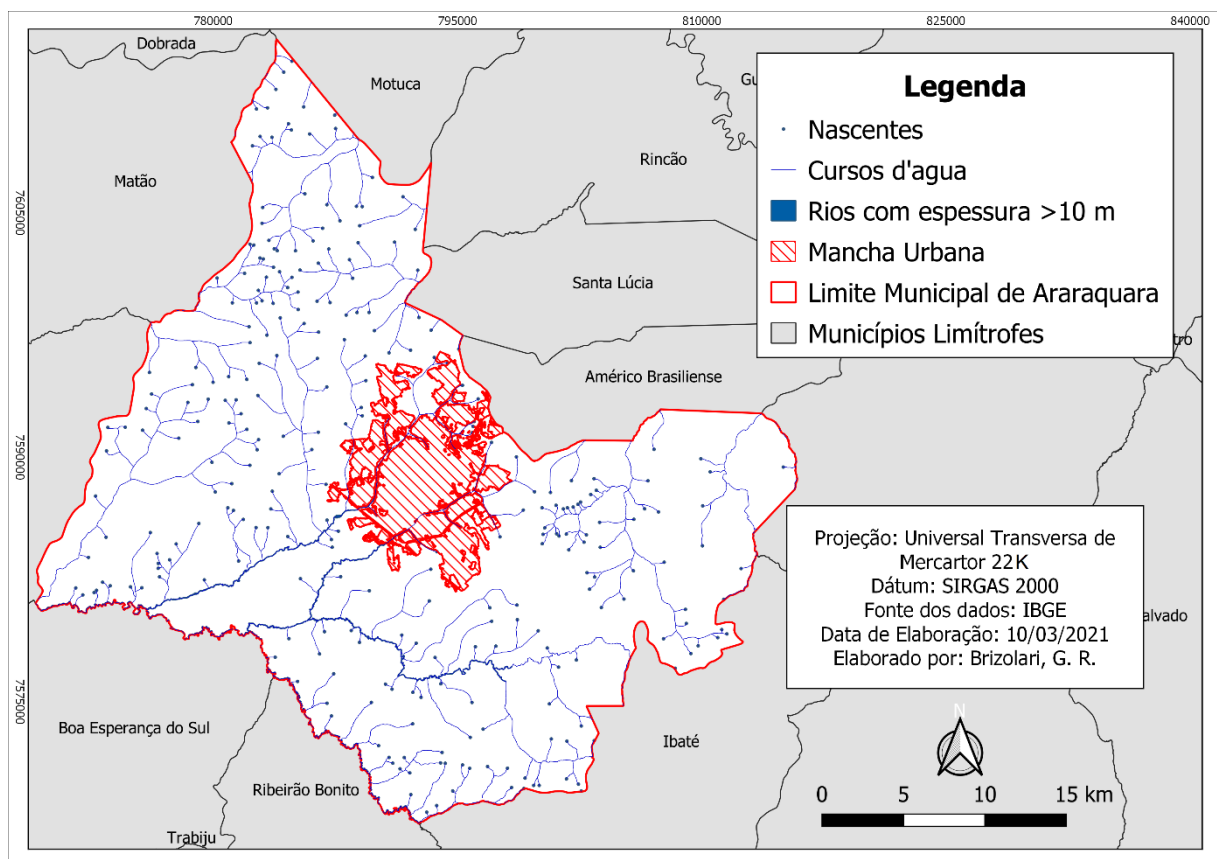 780000
795000
810000
825000
840000
Dobrada
Motuca
Gu
Legenda
Nascentes
Cursos d'agua
Rios com espessura >10 m
Mancha Urbana
Limite Municipal de Araraquara
Municípios Limítrofes
Matão
Rincão
7605000
Santa Lúcia
tro
Américo Brasiliense
7590000
Projeção: Universal Transversa de
Mercartor 22K
Dátum: SIRGAS 2000
Fonte dos dados: IBGE
Data de Elaboração: 10/03/2021
Elaborado por: Brizolari, G. R.
alvado
7575000
Boa Esperança do Sul
Ibaté
N
Ribeirão Bonito
0
5
10
15 km
Trabiju